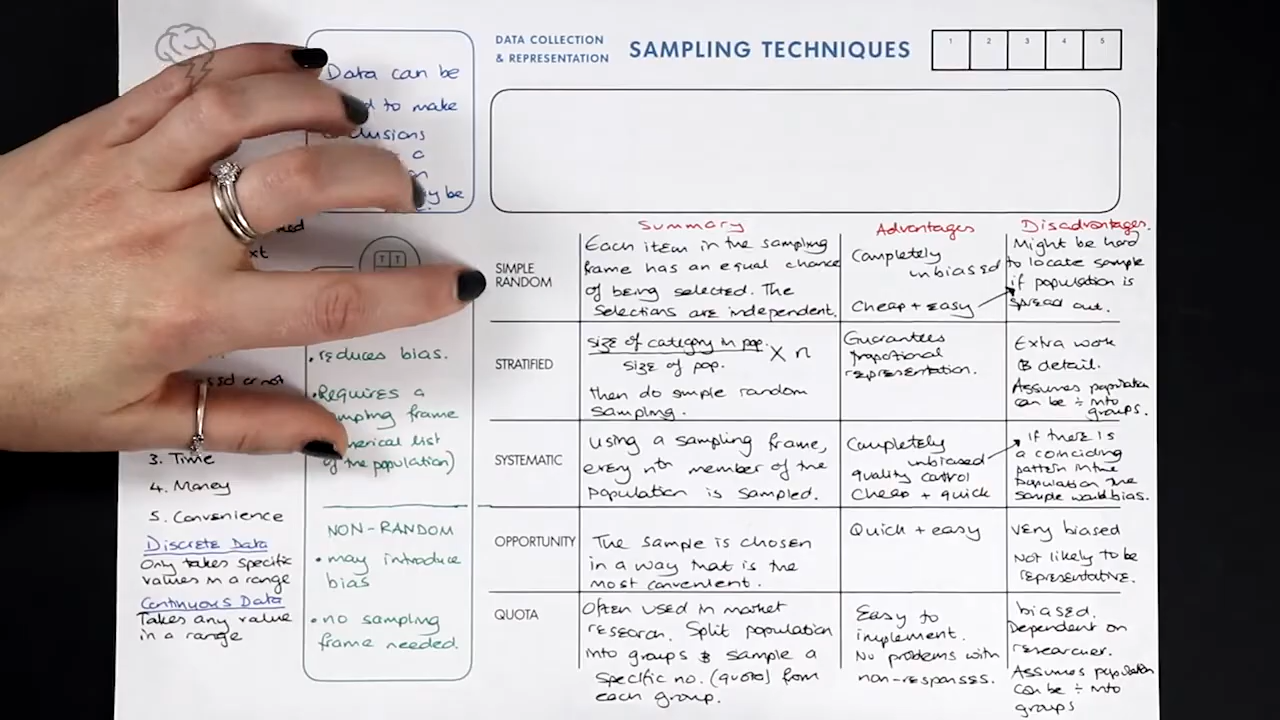 DATA COLLECTION
& REPRESENTATION
SAMPLING TECHNIQUES
1 2 3 4 5
Data can be
to make
be
xt
T T
• reduces bias.
• Requires a
frame
list
of the population)
3. Time
4. Money
5. Convenience
Discrete Data
Only takes specific
values in a range
Continuous Data
Takes any value
in a range
NON-RANDOM
• may introduce
bias
• no sampling
frame needed.
Summary
Advantages
Disadvantages.
SIMPLE
RANDOM
Each item in the sampling
frame has an equal chance
of being selected. The
selections are independent.
Completely
unbiased
Cheap + easy
Might be hard
to locate sample
if population is
spread out.
STRATIFIED
size of category in pop.
size of pop.
X n
then do simple random
sampling.
Guarantees
propotional
representation.
Extra work
& detail.
Assumes population
can be ÷ into
groups.
SYSTEMATIC
Using a sampling frame,
every nth member of the
population is sampled.
Completely
unbiased
quality control
Cheap + quick
if there is
a coinciding
pattern in the
population the
sample would bias.
OPPORTUNITY
The sample is chosen
in a way that is the
most convenient.
Quick + easy
Very biased
Not likely to be
representative.
QUOTA
Often used in market
research. Split population
into groups & sample a
specific no. (quota) from
each group.
Easy to
implement.
No problems with
non-responses.
biased.
Dependent on
researcher.
Assumes population
can be ÷ into
groups